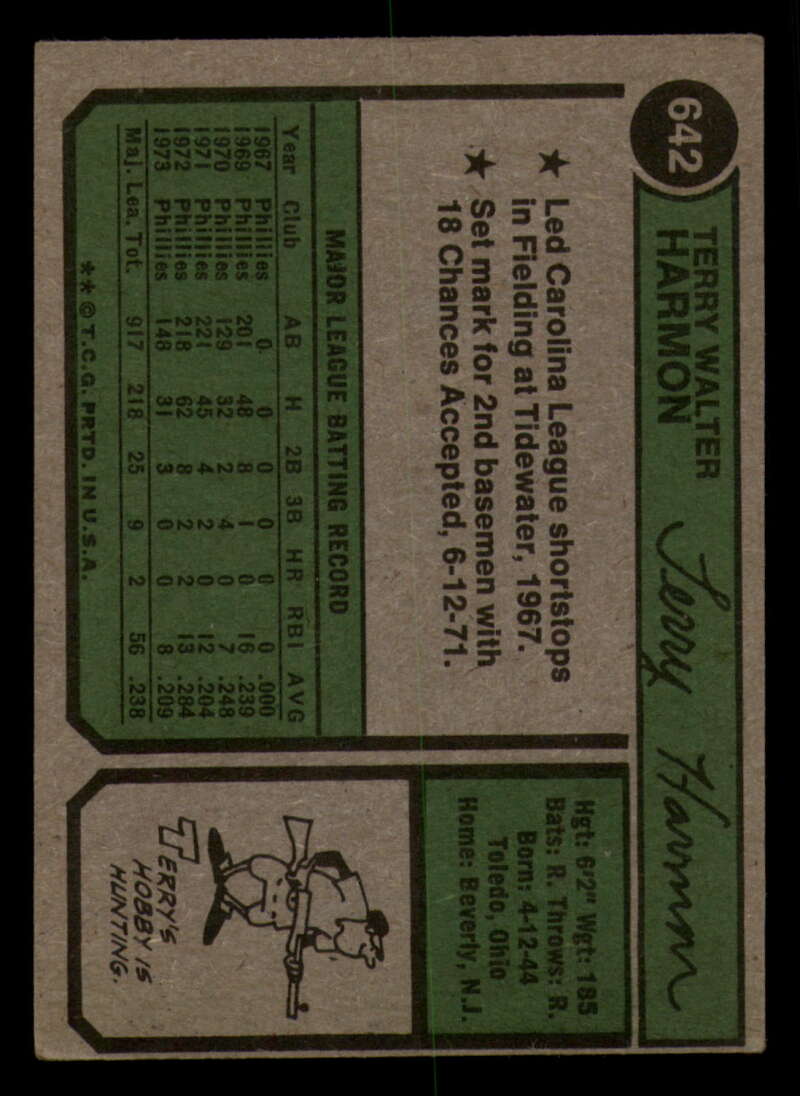 642
TERRY WALTER
HARMON
Terry Harmon
★ Led Carolina League shortstops
in Fielding at Tidewater, 1967.
★ Set mark for 2nd basemen with
18 Chances Accepted, 6-12-71.
Hgt: 6'2" Wgt: 185
Bats: R. Throws: R.
Born: 4-12-44
Toledo, Ohio
Home: Beverly, N.J.
MAJOR LEAGUE BATTING RECORD
Year Club AB H 2B 3B HR RBI AVG
1967 Phillies 0 0 0 0 0 0 .000
1969 Phillies 201 48 8 1 0 16 .239
1970 Phillies 129 32 2 4 0 7 .248
1971 Phillies 221 45 4 2 0 12 .204
1972 Phillies 218 62 8 2 2 13 .284
1973 Phillies 148 31 3 0 0 8 .209
Maj. Lea. Tot. 917 218 25 9 2 56 .238
**©T.C.G. PRTD. IN U.S.A.
TERRY'S
HOBBY IS
HUNTING.